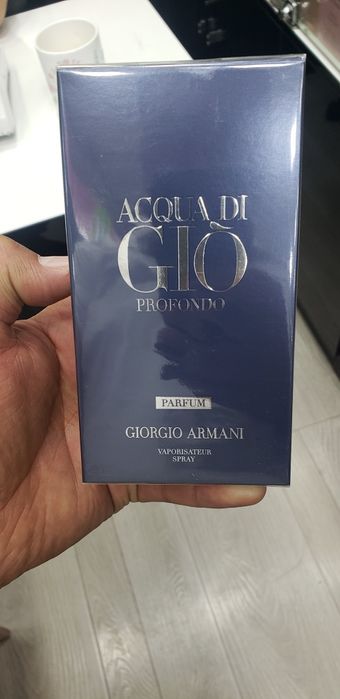 ACQUA DI
GIÒ
PROFONDO
PARFUM
GIORGIO ARMANI
VAPORISATEUR
SPRAY